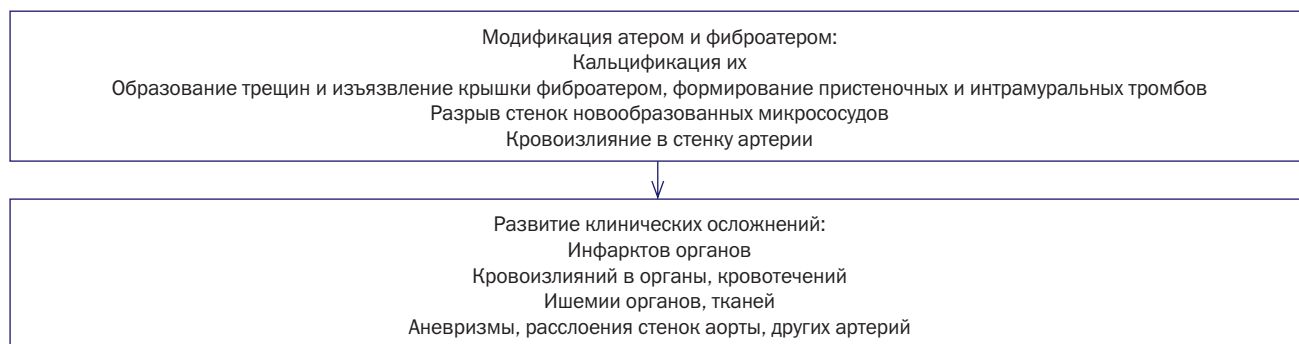 Модификация атером и фиброатером:
Кальцификация их
Образование трещин и изъязвление крышки фиброатером, формирование пристеночных и интрамуральных тромбов
Разрыв стенок новообразованных микрососудов
Кровоизлияние в стенку артерии
Развитие клинических осложнений:
Инфарктов органов
Кровоизлияний в органы, кровотечений
Ишемии органов, тканей
Аневризмы, расслоения стенок аорты, других артерий